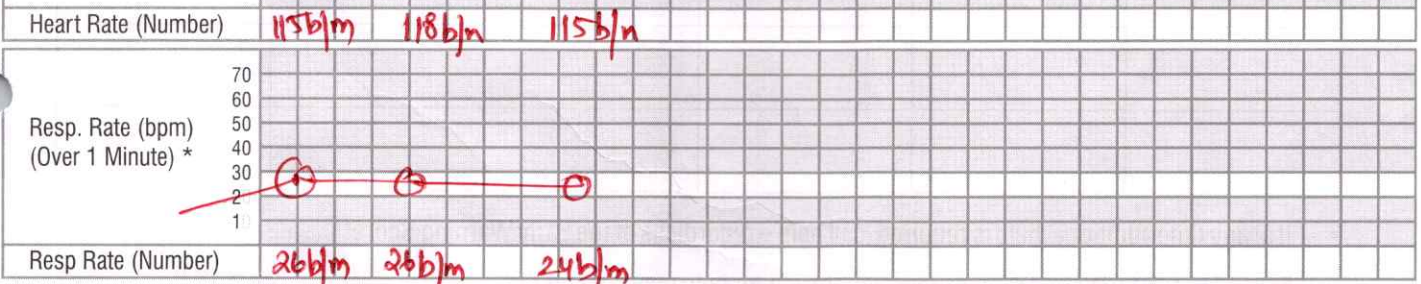 Heart Rate (Number) 115b/m 118b/m 115b/m
70
60
Resp. Rate (bpm) 50
(Over 1 Minute) * 40
30
2
1
Resp Rate (Number) 26b/m 26b/m 24b/m